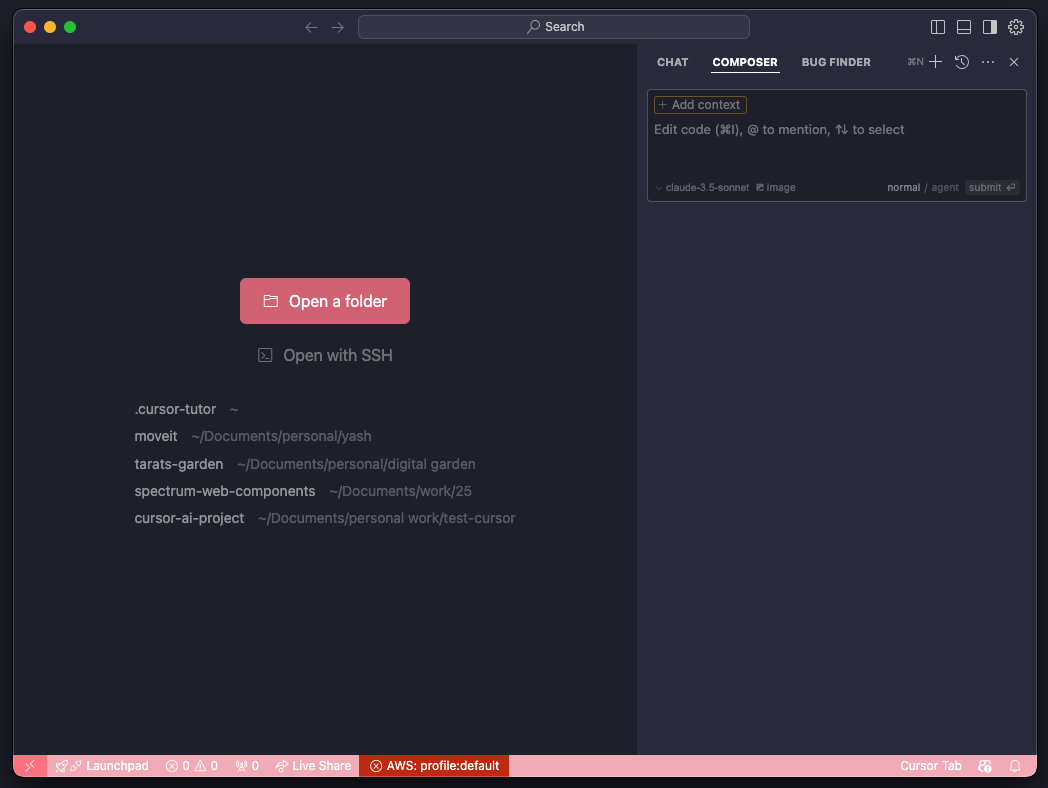 Search
CHAT COMPOSER BUG FINDER ⌘N
+ Add context
Edit code (⌘I), @ to mention, ⇅ to select
claude-3.5-sonnet image normal / agent submit ⏎
Open a folder
Open with SSH
.cursor-tutor ~
moveit ~/Documents/personal/yash
tarats-garden ~/Documents/personal/digital garden
spectrum-web-components ~/Documents/work/25
cursor-ai-project ~/Documents/personal work/test-cursor
Launchpad 0 0 0 Live Share AWS: profile:default Cursor Tab